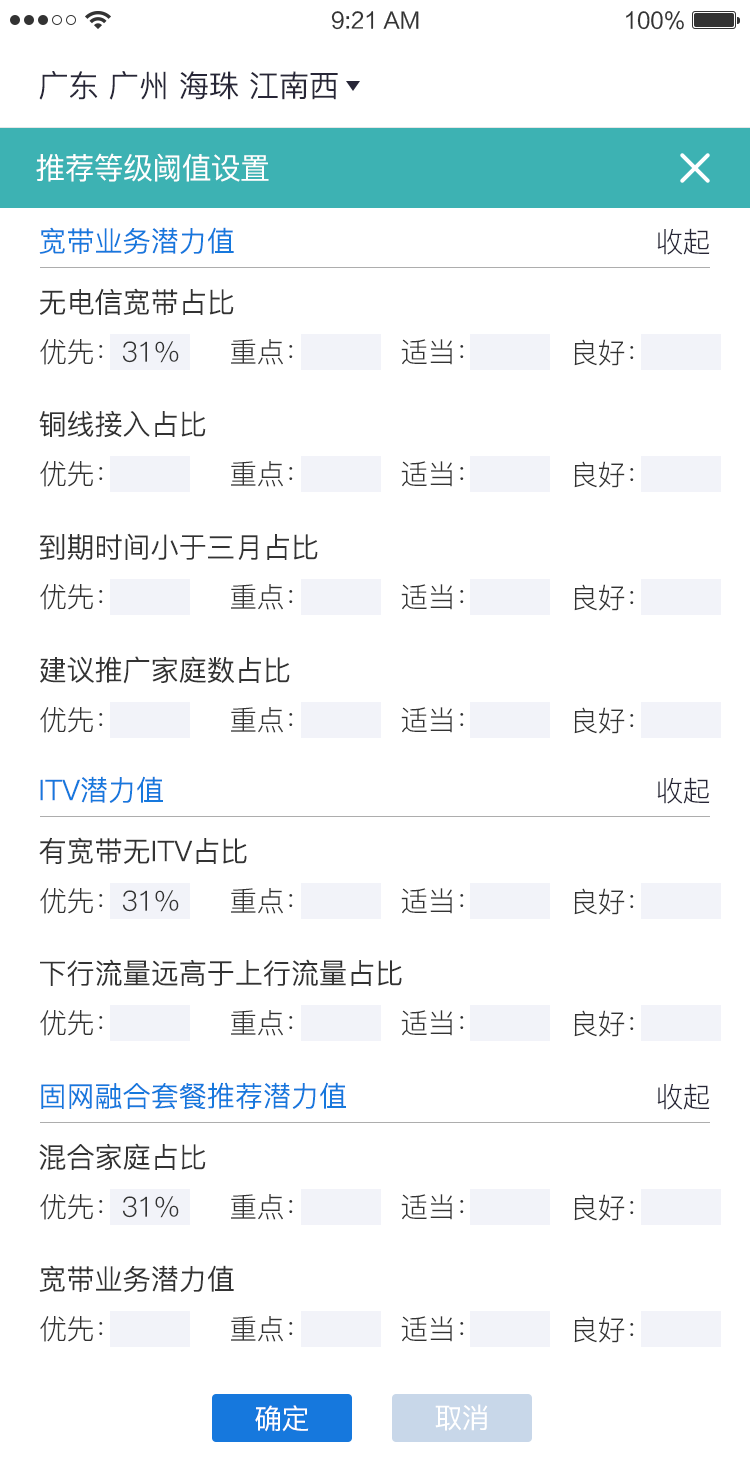 9:21 AM 100%
广东 广州 海珠 江南西
推荐等级阈值设置
宽带业务潜力值 收起
无电信宽带占比
优先: 31% 重点: 适当: 良好:
铜线接入占比
优先: 重点: 适当: 良好:
到期时间小于三月占比
优先: 重点: 适当: 良好:
建议推广家庭数占比
优先: 重点: 适当: 良好:
ITV潜力值 收起
有宽带无ITV占比
优先: 31% 重点: 适当: 良好:
下行流量远高于上行流量占比
优先: 重点: 适当: 良好:
固网融合套餐推荐潜力值 收起
混合家庭占比
优先: 31% 重点: 适当: 良好:
宽带业务潜力值
优先: 重点: 适当: 良好:
确定 取消